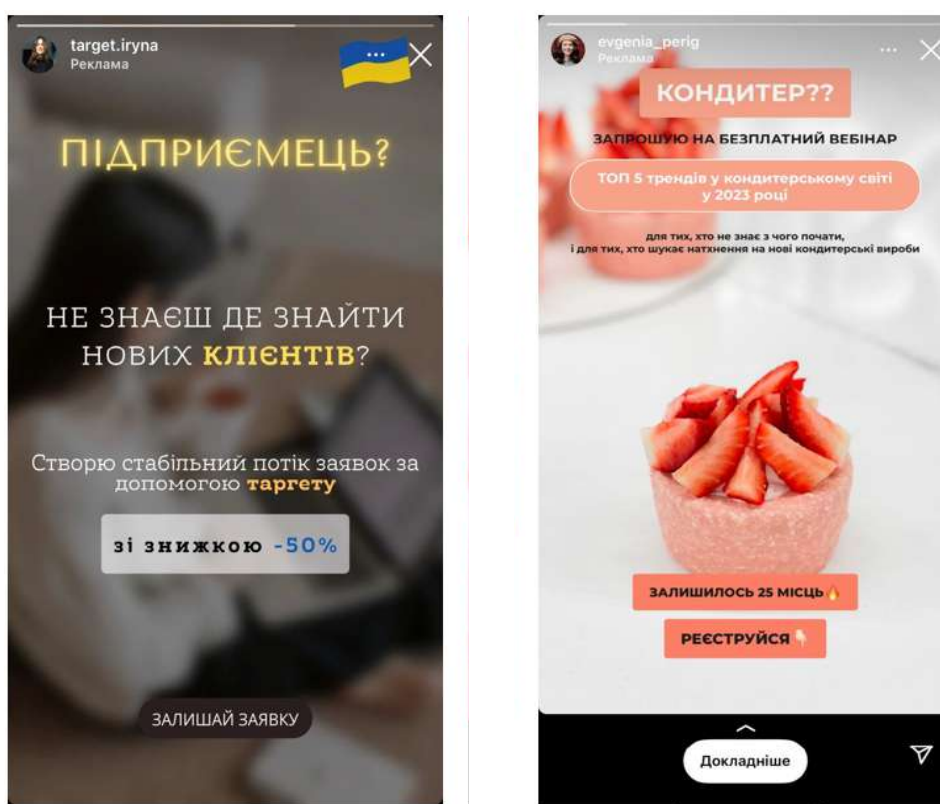 target.iryna
Реклама
ПІДПРИЄМЕЦЬ?
НЕ ЗНАЄШ ДЕ ЗНАЙТИ
НОВИХ КЛІЄНТІВ?
Створю стабільний потік заявок за
допомогою таргету
зі знижкою -50%
ЗАЛИШАЙ ЗАЯВКУ
evgenia_perig
Реклама
КОНДИТЕР??
ЗАПРОШУЮ НА БЕЗПЛАТНИЙ ВЕБІНАР
ТОП 5 трендів у кондитерському світі
у 2023 році
для тих, хто не знає з чого почати,
і для тих, хто шукає натхнення на нові кондитерські вироби
ЗАЛИШИЛОСЬ 25 МІСЦЬ🔥
РЕЄСТРУЙСЯ👇🏻
Докладніше